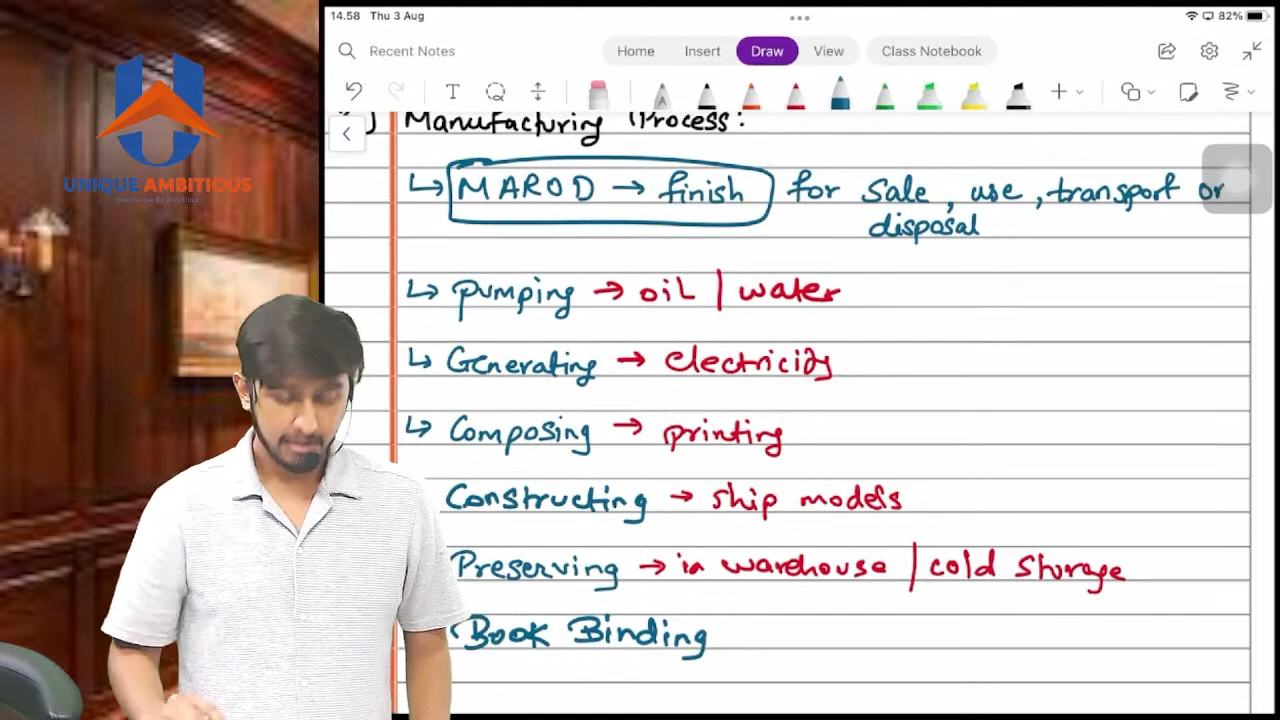 14.58 Thu 3 Aug
82%
Recent Notes
Home Insert Draw View Class Notebook
UNIQUE AMBITIOUS
Manufacturing Process:
↳ MAROD → finish for sale, use, transport or
disposal
↳ pumping → oil | water
↳ Generating → electricity
↳ Composing → printing
Constructing → ship models
Preserving → in warehouse | cold storage
Book Binding